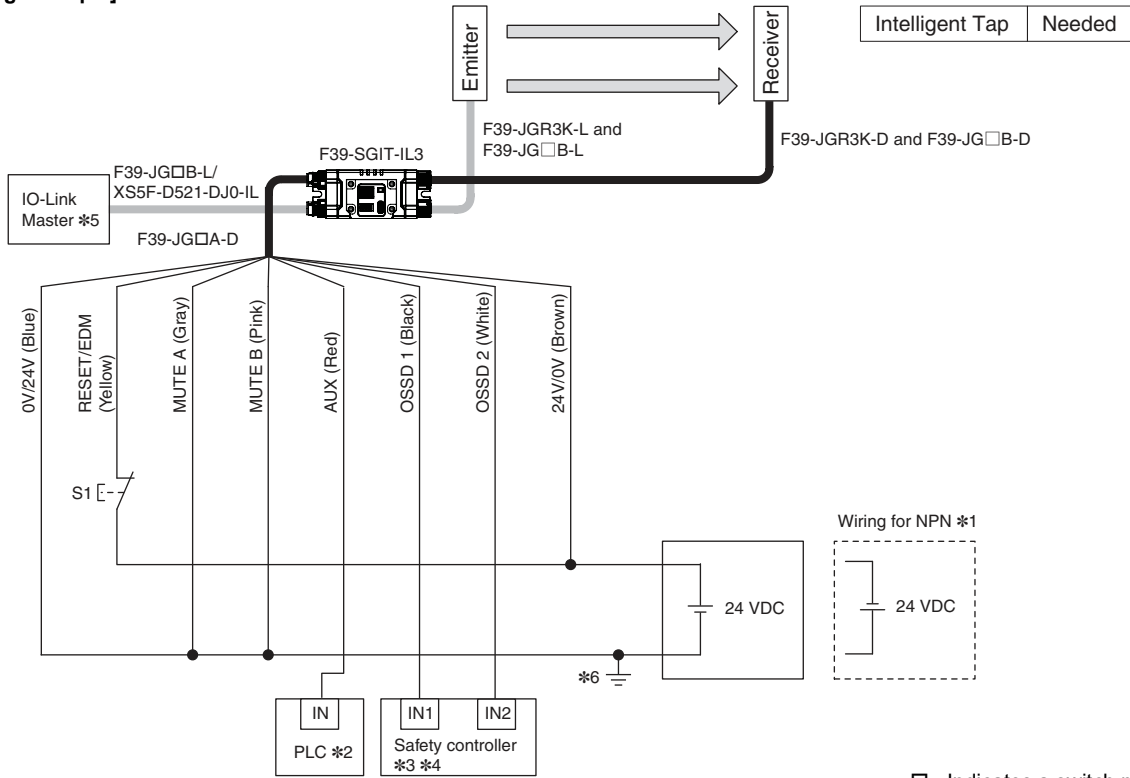 Emitter
Receiver
Intelligent Tap Needed
F39-JGR3K-L and
F39-JG□B-L
F39-JGR3K-D and F39-JG□B-D
F39-SGIT-IL3
F39-JG□B-L/
XS5F-D521-DJ0-IL
IO-Link
Master *5
F39-JG□A-D
0V/24V (Blue)
RESET/EDM
(Yellow)
MUTE A (Gray)
MUTE B (Pink)
AUX (Red)
OSSD 1 (Black)
OSSD 2 (White)
24V/0V (Brown)
S1
Wiring for NPN *1
24 VDC
24 VDC
*6
IN
PLC *2
IN1 IN2
Safety controller
*3 *4